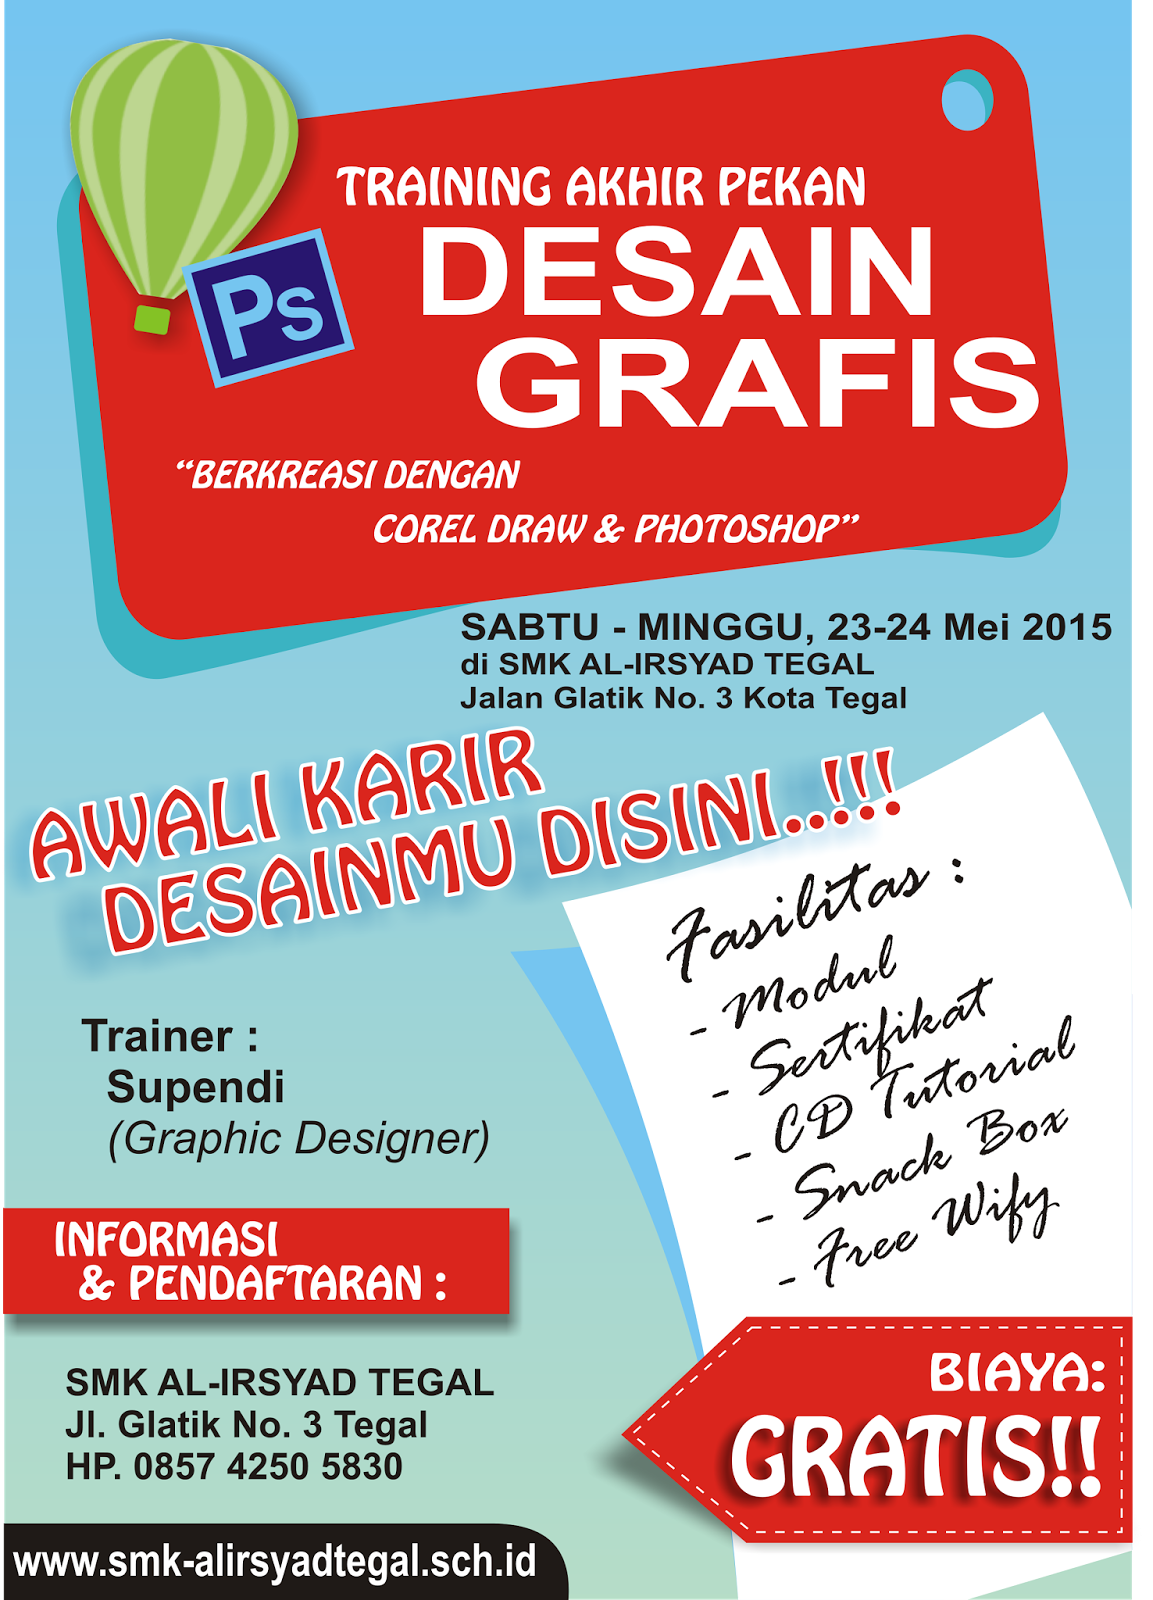 TRAINING AKHIR PEKAN
DESAIN
GRAFIS
Ps
“BERKREASI DENGAN
COREL DRAW & PHOTOSHOP”
SABTU - MINGGU, 23-24 Mei 2015
di SMK AL-IRSYAD TEGAL
Jalan Glatik No. 3 Kota Tegal
AWALI KARIR
DESAINMU DISINI..!!!
Fasilitas :
- Modul
- Sertifikat
- CD Tutorial
- Snack Box
- Free Wify
Trainer :
Supendi
(Graphic Designer)
INFORMASI
& PENDAFTARAN :
SMK AL-IRSYAD TEGAL
Jl. Glatik No. 3 Tegal
HP. 0857 4250 5830
BIAYA:
GRATIS!!
www.smk-alirsyadtegal.sch.id